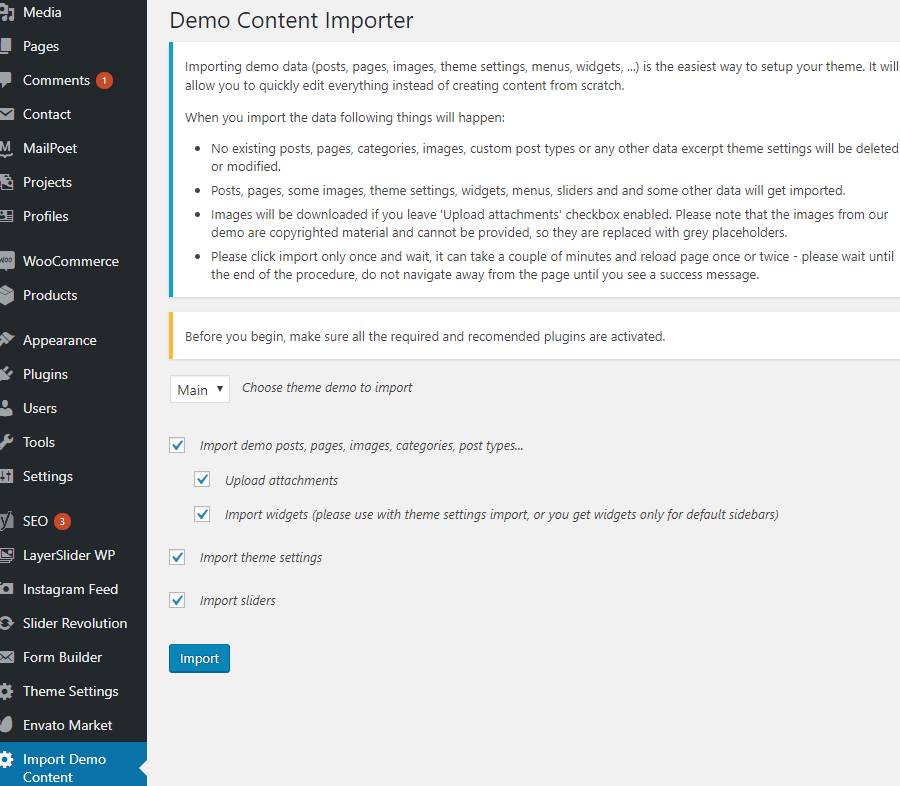 Media
Pages
Comments 1
Contact
MailPoet
Projects
Profiles
WooCommerce
Products
Appearance
Plugins
Users
Tools
Settings
SEO 3
LayerSlider WP
Instagram Feed
Slider Revolution
Form Builder
Theme Settings
Envato Market
Import Demo
Content
Demo Content Importer
Importing demo data (posts, pages, images, theme settings, menus, widgets, ...) is the easiest way to setup your theme. It will
allow you to quickly edit everything instead of creating content from scratch.
When you import the data following things will happen:
• No existing posts, pages, categories, images, custom post types or any other data excerpt theme settings will be deleted
or modified.
• Posts, pages, some images, theme settings, widgets, menus, sliders and and some other data will get imported.
• Images will be downloaded if you leave 'Upload attachments' checkbox enabled. Please note that the images from our
demo are copyrighted material and cannot be provided, so they are replaced with grey placeholders.
• Please click import only once and wait, it can take a couple of minutes and reload page once or twice - please wait until
the end of the procedure, do not navigate away from the page until you see a success message.
Before you begin, make sure all the required and recomended plugins are activated.
Main Choose theme demo to import
Import demo posts, pages, images, categories, post types...
Upload attachments
Import widgets (please use with theme settings import, or you get widgets only for default sidebars)
Import theme settings
Import sliders
Import